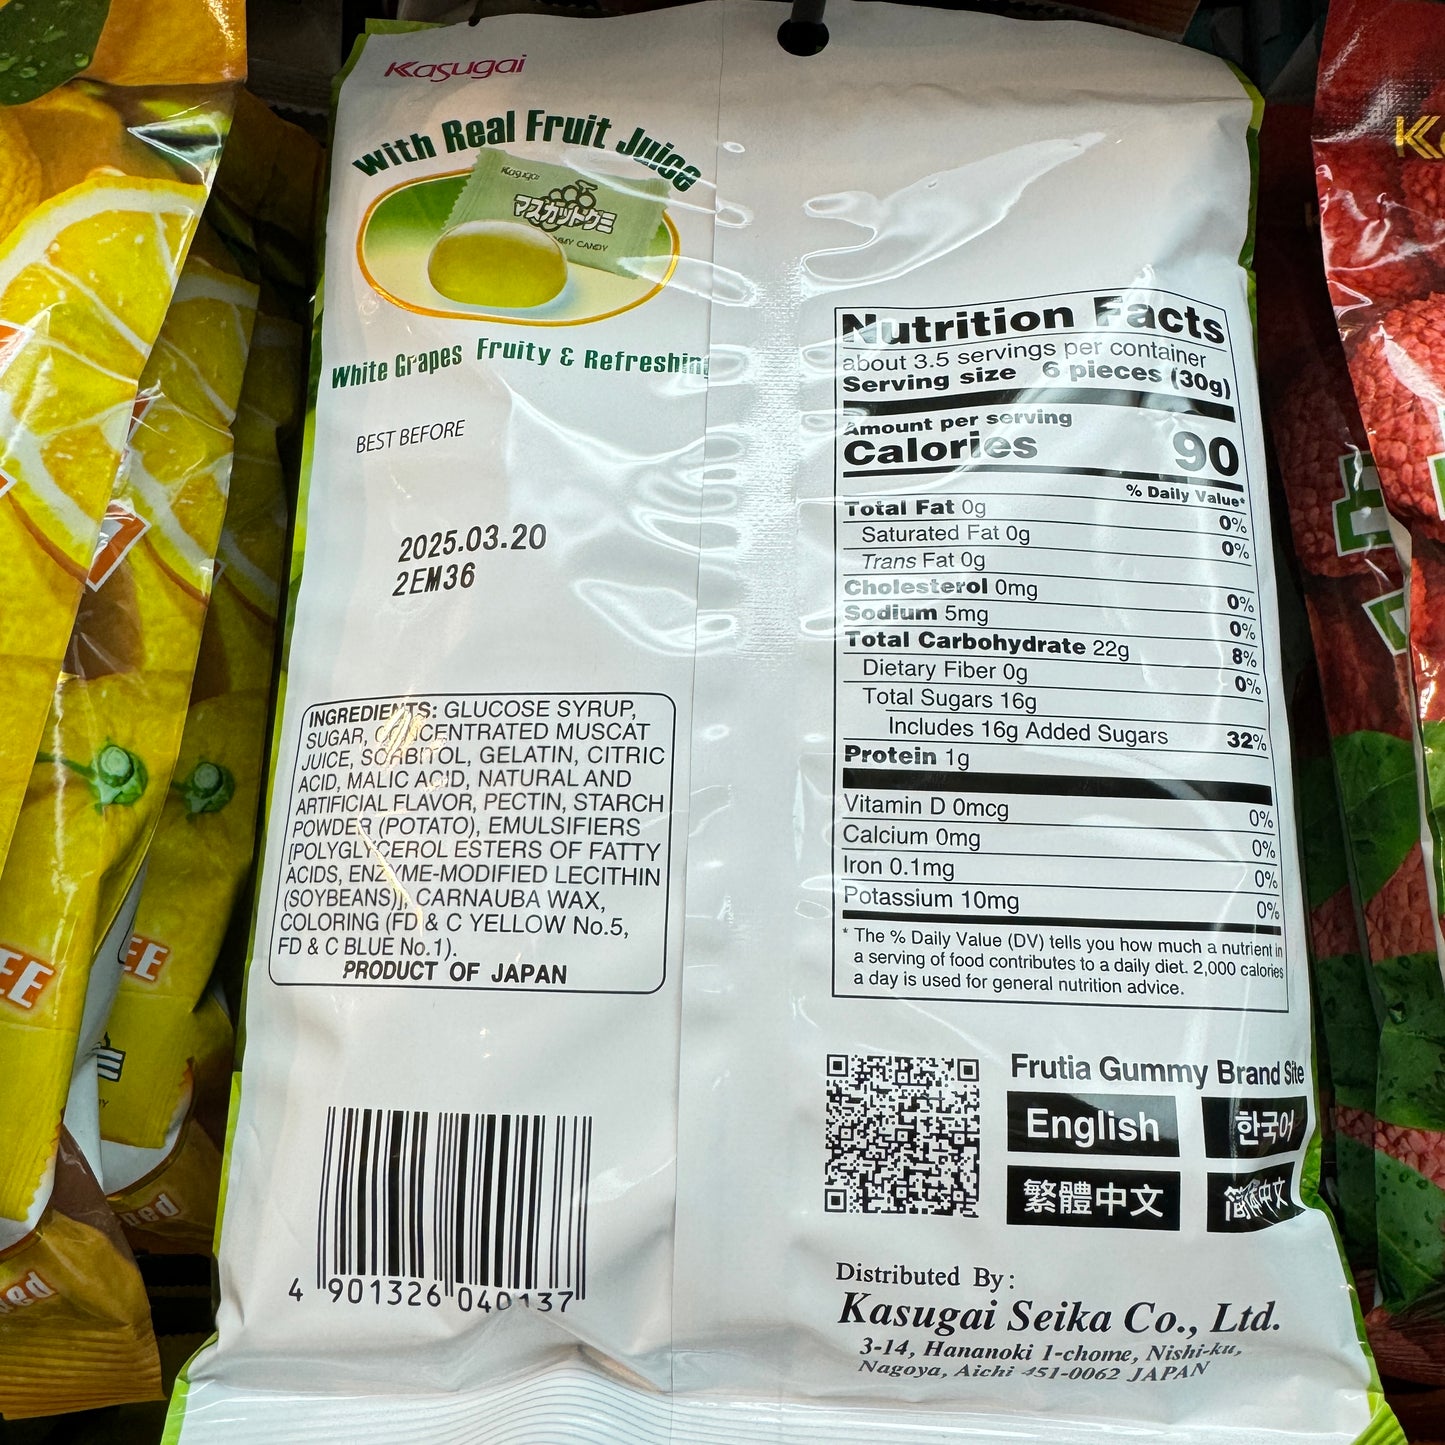 Kasugai
With Real Fruit Juice
Kasugai
マスカットグミ
CANDY
White Grapes Fruity & Refreshing
BEST BEFORE
2025.03.20
2EM36
INGREDIENTS: GLUCOSE SYRUP,
SUGAR, CONCENTRATED MUSCAT
JUICE, SORBITOL, GELATIN, CITRIC
ACID, MALIC ACID, NATURAL AND
ARTIFICIAL FLAVOR, PECTIN, STARCH
POWDER (POTATO), EMULSIFIERS
[POLYGLYCEROL ESTERS OF FATTY
ACIDS, ENZYME-MODIFIED LECITHIN
(SOYBEANS)], CARNAUBA WAX,
COLORING (FD & C YELLOW No.5,
FD & C BLUE No.1).
PRODUCT OF JAPAN
4 901326 040137
Nutrition Facts
about 3.5 servings per container
Serving size 6 pieces (30g)
Amount per serving
Calories 90
% Daily Value*
Total Fat 0g 0%
Saturated Fat 0g 0%
Trans Fat 0g
Cholesterol 0mg 0%
Sodium 5mg 0%
Total Carbohydrate 22g 8%
Dietary Fiber 0g 0%
Total Sugars 16g
Includes 16g Added Sugars 32%
Protein 1g
Vitamin D 0mcg 0%
Calcium 0mg 0%
Iron 0.1mg 0%
Potassium 10mg 0%
* The % Daily Value (DV) tells you how much a nutrient in
a serving of food contributes to a daily diet. 2,000 calories
a day is used for general nutrition advice.
Frutia Gummy Brand Site
English 한국어
繁體中文 简体中文
Distributed By:
Kasugai Seika Co., Ltd.
3-14, Hananoki 1-chome, Nishi-ku,
Nagoya, Aichi 451-0062 JAPAN